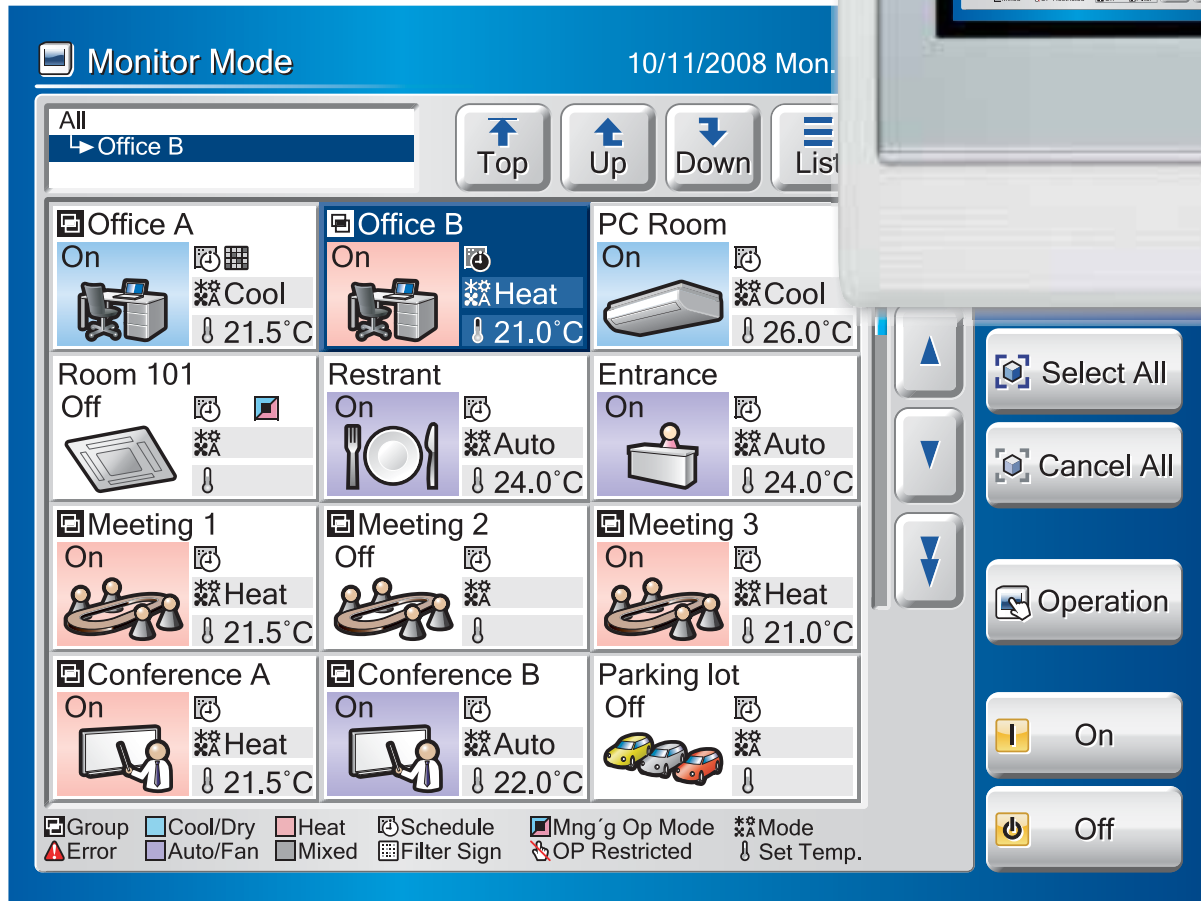 Monitor Mode
10/11/2008 Mon.
All
Office B
Top
Up
Down
List
Office A
On
Cool
21.5°C
Office B
On
Heat
21.0°C
PC Room
On
Cool
26.0°C
Room 101
Off
Restrant
On
Auto
24.0°C
Entrance
On
Auto
24.0°C
Meeting 1
On
Heat
21.5°C
Meeting 2
Off
Meeting 3
On
Heat
21.0°C
Conference A
On
Heat
21.5°C
Conference B
On
Auto
22.0°C
Parking lot
Off
Group Cool/Dry Heat Schedule Mng´g Op Mode Mode
Error Auto/Fan Mixed Filter Sign OP Restricted Set Temp.
Select All
Cancel All
Operation
On
Off